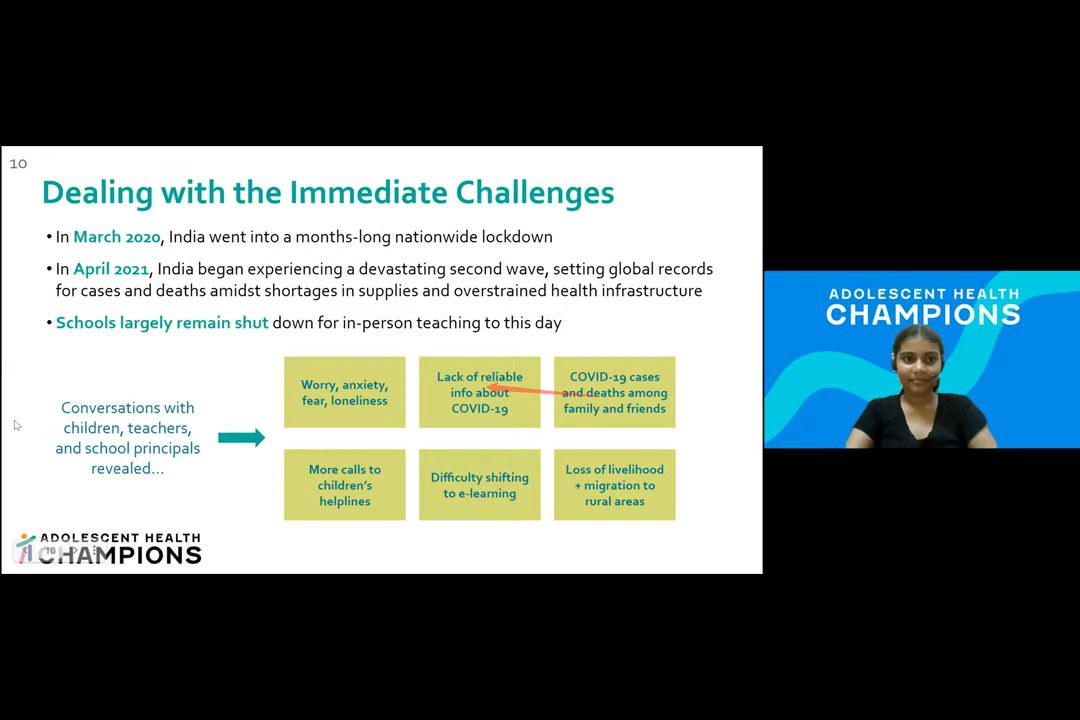 10
Dealing with the Immediate Challenges
• In March 2020, India went into a months-long nationwide lockdown
• In April 2021, India began experiencing a devastating second wave, setting global records
for cases and deaths amidst shortages in supplies and overstrained health infrastructure
• Schools largely remain shut down for in-person teaching to this day
Conversations with
children, teachers,
and school principals
revealed...
Worry, anxiety,
fear, loneliness
Lack of reliable
info about
COVID-19
COVID-19 cases
and deaths among
family and friends
More calls to
children's
helplines
Difficulty shifting
to e-learning
Loss of livelihood
+ migration to
rural areas
ADOLESCENT HEALTH
CHAMPIONS
10
ADOLESCENT HEALTH
CHAMPIONS